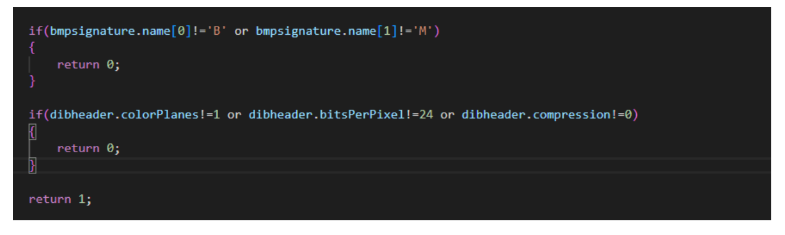 if(bmpsignature.name[0]!='B' or bmpsignature.name[1]!='M')
{
    return 0;
}
if(dibheader.colorPlanes!=1 or dibheader.bitsPerPixel!=24 or dibheader.compression!=0)
{
    return 0;
}
return 1;